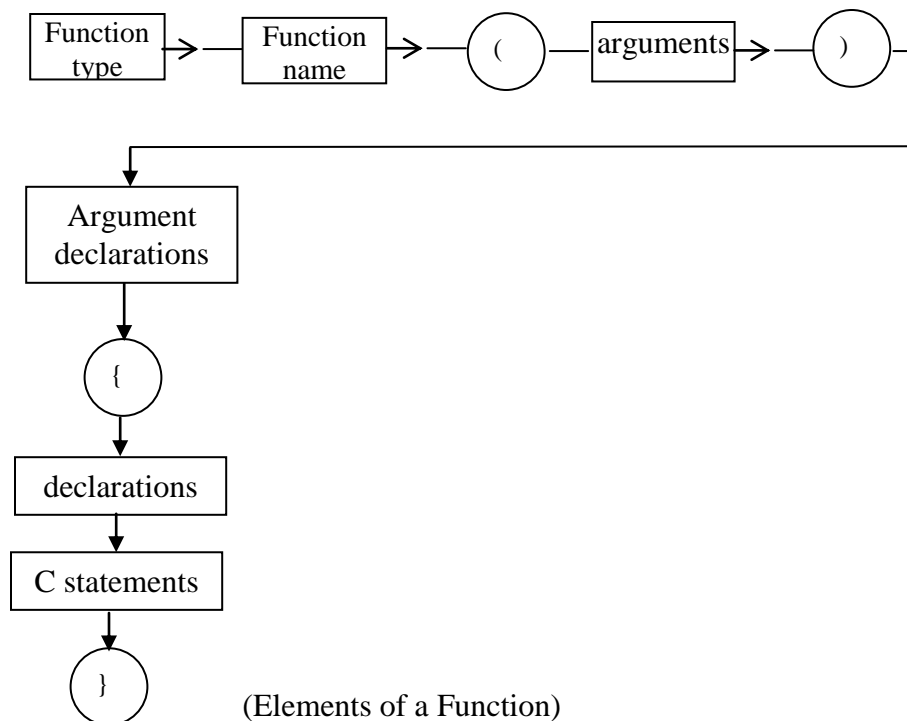 Function
type
Function
name
(
arguments
)
Argument
declarations
{
declarations
C statements
}
(Elements of a Function)